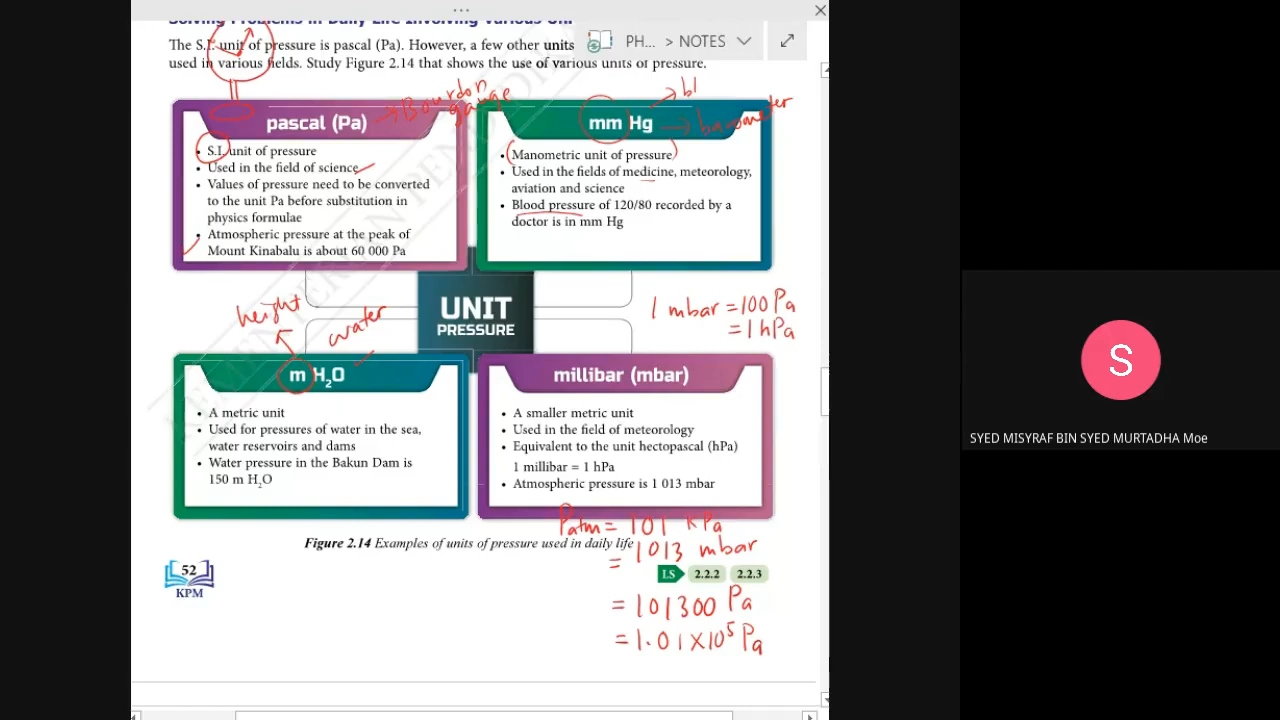 Solving Problems in Daily Life Involving Various Uni
The S.I. unit of pressure is pascal (Pa). However, a few other units
used in various fields. Study Figure 2.14 that shows the use of various units of pressure.
PH... > NOTES
pascal (Pa)
→ Bourdon
gauge
• S.I. unit of pressure
• Used in the field of science
• Values of pressure need to be converted
to the unit Pa before substitution in
physics formulae
• Atmospheric pressure at the peak of
Mount Kinabalu is about 60 000 Pa
mm Hg
→ bl
→ barometer
• Manometric unit of pressure
• Used in the fields of medicine, meteorology,
aviation and science
• Blood pressure of 120/80 recorded by a
doctor is in mm Hg
UNIT
PRESSURE
1 mbar = 100 Pa
= 1 hPa
height
water
m H₂O
• A metric unit
• Used for pressures of water in the sea,
water reservoirs and dams
• Water pressure in the Bakun Dam is
150 m H₂O
millibar (mbar)
• A smaller metric unit
• Used in the field of meteorology
• Equivalent to the unit hectopascal (hPa)
1 millibar = 1 hPa
• Atmospheric pressure is 1 013 mbar
Patm = 101 kPa
= 1013 mbar
= 101300 Pa
= 1.01 × 10⁵ Pa
Figure 2.14 Examples of units of pressure used in daily life
52
KPM
LS 2.2.2 2.2.3
S
SYED MISYRAF BIN SYED MURTADHA Moe